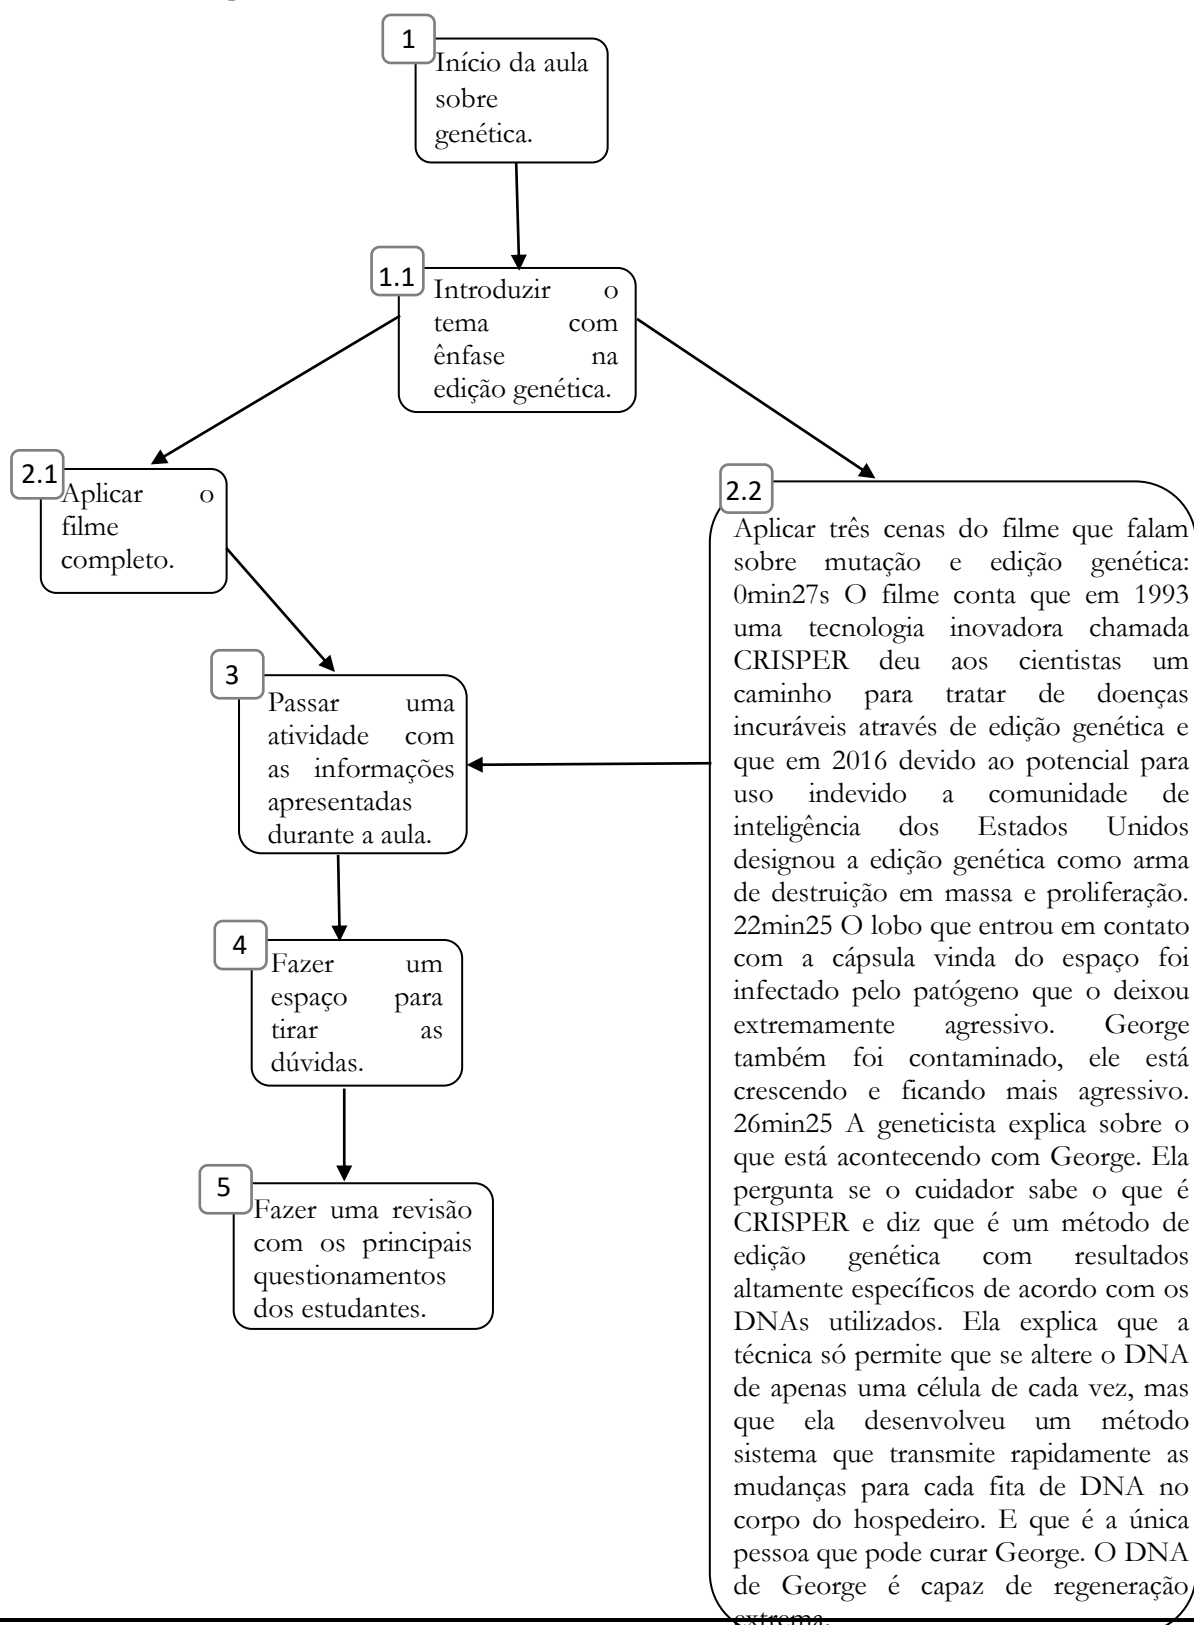 1
Início da aula
sobre
genética.
1.1
Introduzir o
tema com
ênfase na
edição genética.
2.1
Aplicar o
filme
completo.
2.2
Aplicar três cenas do filme que falam
sobre mutação e edição genética:
0min27s O filme conta que em 1993
uma tecnologia inovadora chamada
CRISPER deu aos cientistas um
caminho para tratar de doenças
incuráveis através de edição genética e
que em 2016 devido ao potencial para
uso indevido a comunidade de
inteligência dos Estados Unidos
designou a edição genética como arma
de destruição em massa e proliferação.
22min25 O lobo que entrou em contato
com a cápsula vinda do espaço foi
infectado pelo patógeno que o deixou
extremamente agressivo. George
também foi contaminado, ele está
crescendo e ficando mais agressivo.
26min25 A geneticista explica sobre o
que está acontecendo com George. Ela
pergunta se o cuidador sabe o que é
CRISPER e diz que é um método de
edição genética com resultados
altamente específicos de acordo com os
DNAs utilizados. Ela explica que a
técnica só permite que se altere o DNA
de apenas uma célula de cada vez, mas
que ela desenvolveu um método
sistema que transmite rapidamente as
mudanças para cada fita de DNA no
corpo do hospedeiro. E que é a única
pessoa que pode curar George. O DNA
de George é capaz de regeneração
extrema.
3
Passar uma
atividade com
as informações
apresentadas
durante a aula.
4
Fazer um
espaço para
tirar as
dúvidas.
5
Fazer uma revisão
com os principais
questionamentos
dos estudantes.